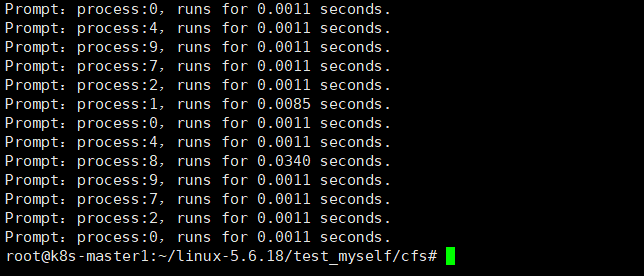 Prompt：process:0，runs for 0.0011 seconds.
Prompt：process:4，runs for 0.0011 seconds.
Prompt：process:9，runs for 0.0011 seconds.
Prompt：process:7，runs for 0.0011 seconds.
Prompt：process:2，runs for 0.0011 seconds.
Prompt：process:1，runs for 0.0085 seconds.
Prompt：process:0，runs for 0.0011 seconds.
Prompt：process:4，runs for 0.0011 seconds.
Prompt：process:8，runs for 0.0340 seconds.
Prompt：process:9，runs for 0.0011 seconds.
Prompt：process:7，runs for 0.0011 seconds.
Prompt：process:2，runs for 0.0011 seconds.
Prompt：process:0，runs for 0.0011 seconds.
root@k8s-master1:~/linux-5.6.18/test_myself/cfs#